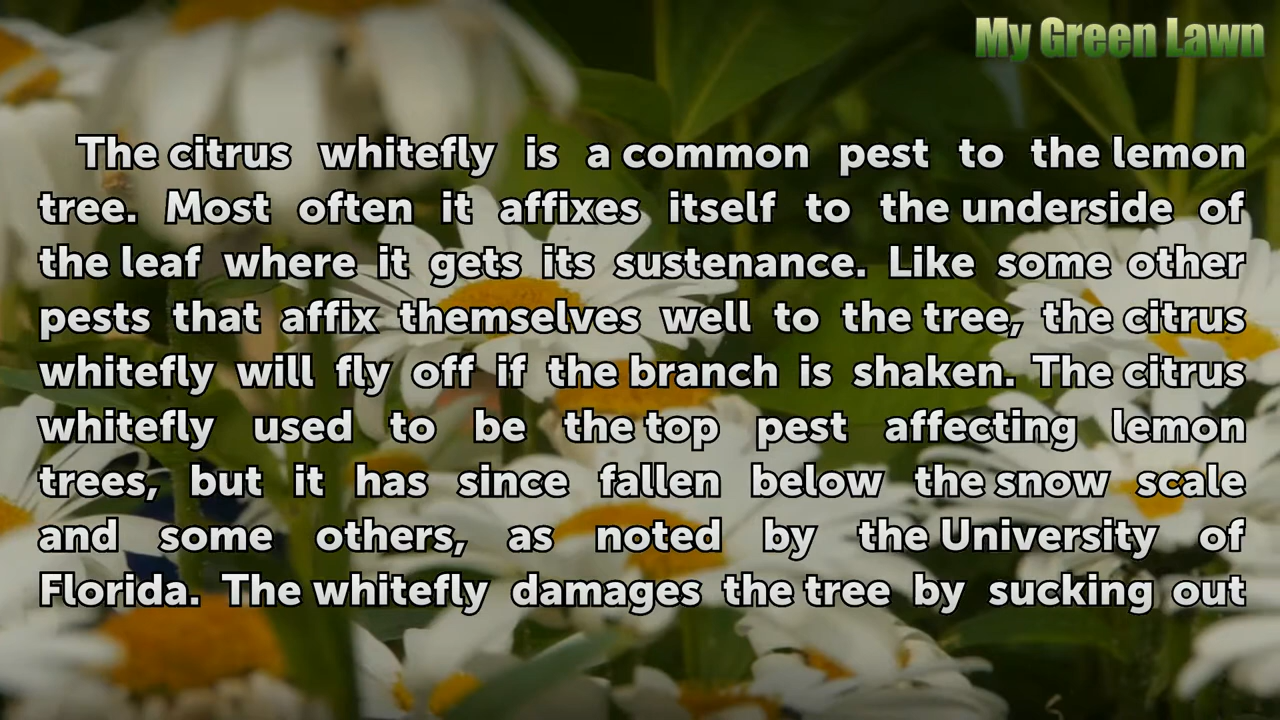 My Green Lawn
The citrus whitefly is a common pest to the lemon
tree. Most often it affixes itself to the underside of
the leaf where it gets its sustenance. Like some other
pests that affix themselves well to the tree, the citrus
whitefly will fly off if the branch is shaken. The citrus
whitefly used to be the top pest affecting lemon
trees, but it has since fallen below the snow scale
and some others, as noted by the University of
Florida. The whitefly damages the tree by sucking out